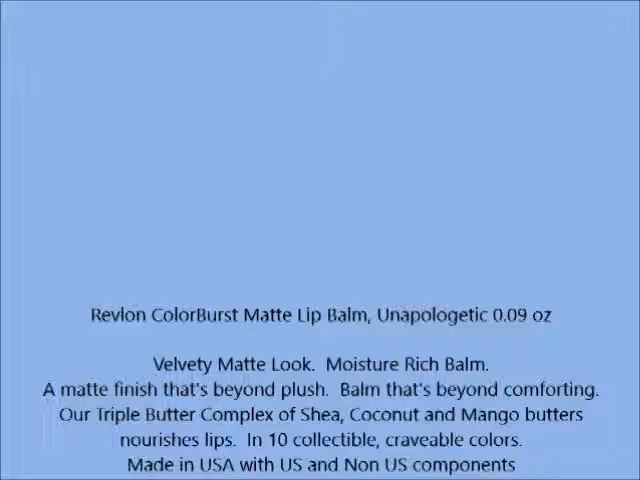 Revlon ColorBurst Matte Lip Balm, Unapologetic 0.09 oz
Velvety Matte Look.  Moisture Rich Balm.
A matte finish that's beyond plush.  Balm that's beyond comforting.
Our Triple Butter Complex of Shea, Coconut and Mango butters
nourishes lips.  In 10 collectible, craveable colors.
Made in USA with US and Non US components